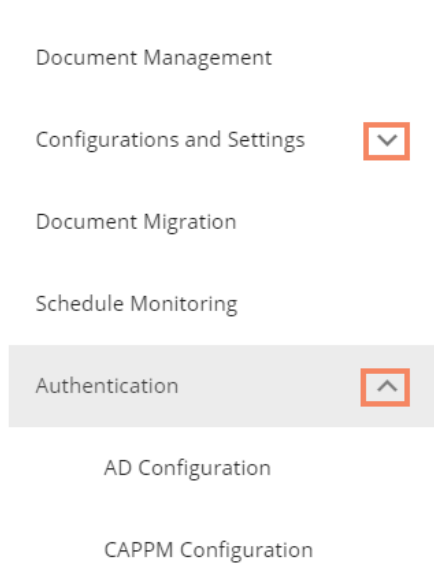 Document Management
Configurations and Settings
Document Migration
Schedule Monitoring
Authentication
AD Configuration
CAPPM Configuration